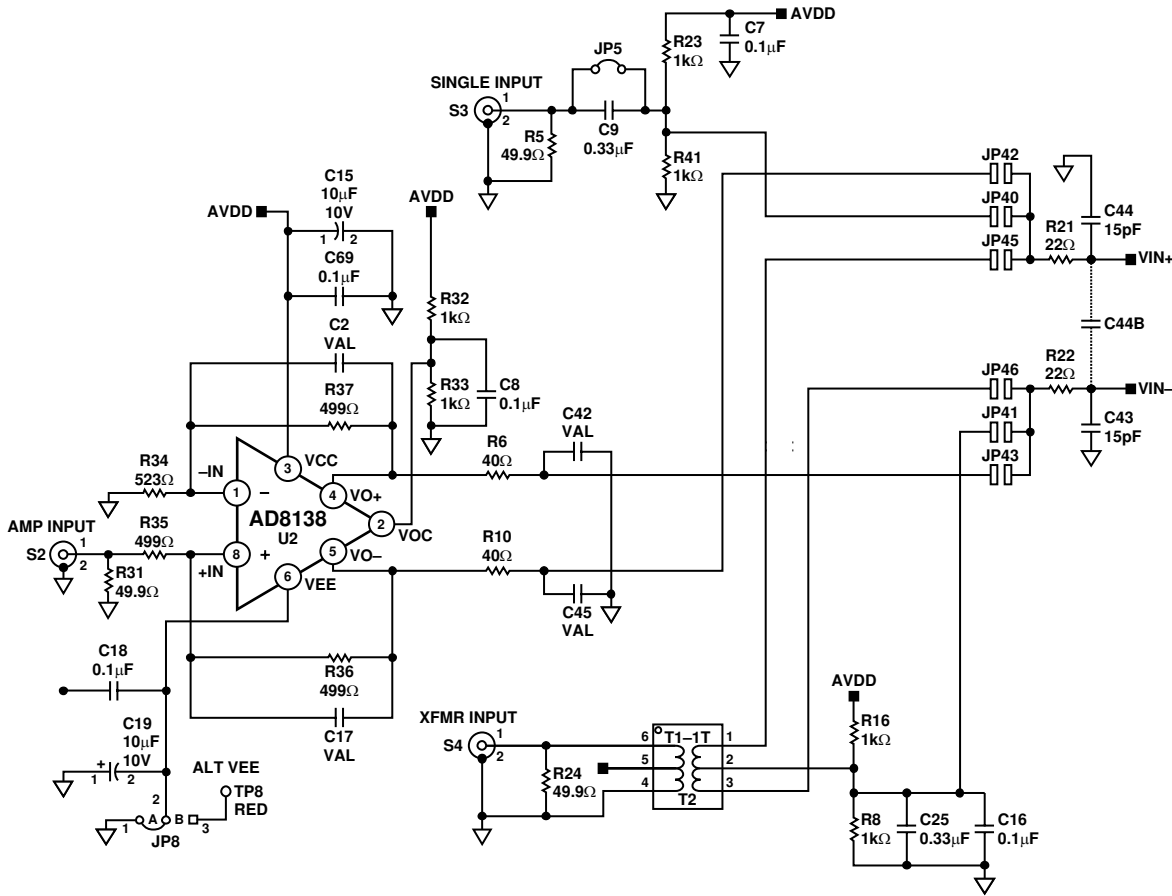 AVDD
C7
0.1µF
R23
1kΩ
JP5
SINGLE INPUT
S3
1
2
R5
49.9Ω
C9
0.33µF
R41
1kΩ
JP42
JP40
JP45
C44
15pF
R21
22Ω
VIN+
C44B
R22
22Ω
VIN–
JP46
JP41
JP43
C43
15pF
C15
10µF
10V
AVDD
1
2
C69
0.1µF
AVDD
R32
1kΩ
C2
VAL
R37
499Ω
R33
1kΩ
C8
0.1µF
C42
VAL
R6
40Ω
R34
523Ω
–IN
1
–
3
VCC
4
VO+
AD8138
U2
2
VOC
AMP INPUT
S2
1
2
R35
499Ω
8
+
+IN
5
VO–
6
VEE
R10
40Ω
R31
49.9Ω
C45
VAL
C18
0.1µF
R36
499Ω
C17
VAL
C19
10µF
10V
+
1
2
ALT VEE
TP8
RED
2
1
A
B
3
JP8
XFMR INPUT
S4
1
2
R24
49.9Ω
T1–1T
6
5
4
1
2
3
T2
AVDD
R16
1kΩ
R8
1kΩ
C25
0.33µF
C16
0.1µF